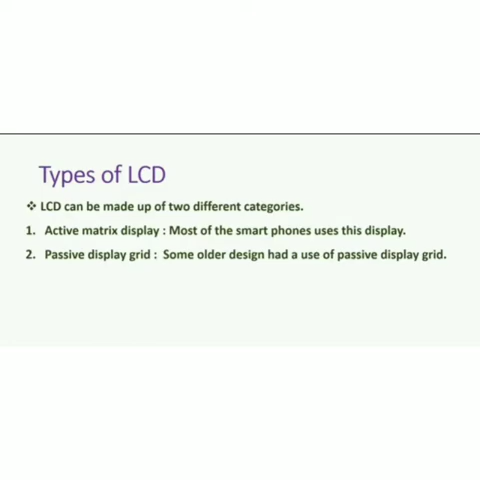 Types of LCD
❖ LCD can be made up of two different categories.
1. Active matrix display : Most of the smart phones uses this display.
2. Passive display grid : Some older design had a use of passive display grid.